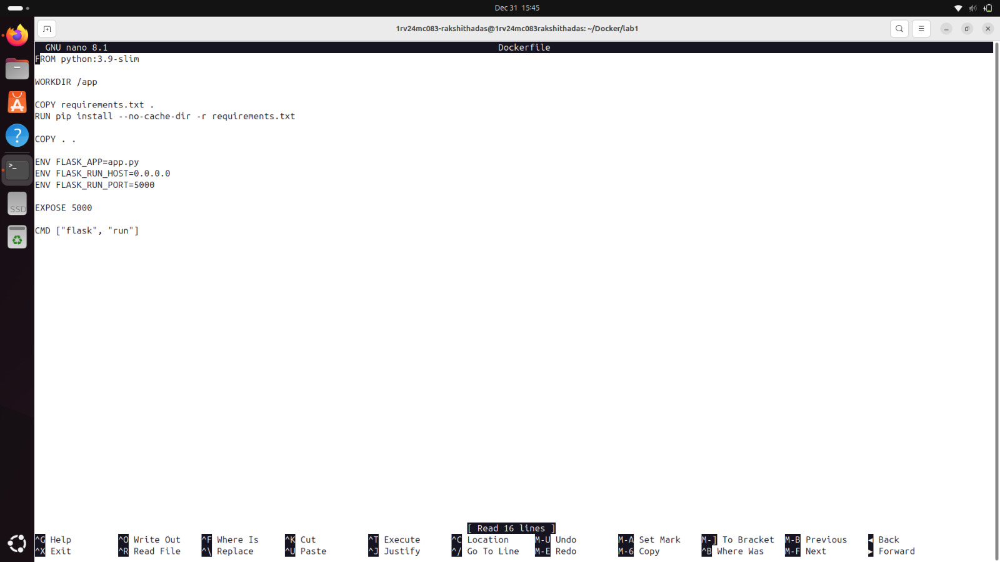 Dec 31 15:45
1rv24mc083-rakshithadas@1rv24mc083rakshithadas: ~/Docker/lab1
GNU nano 8.1 Dockerfile
FROM python:3.9-slim
WORKDIR /app
COPY requirements.txt .
RUN pip install --no-cache-dir -r requirements.txt
COPY . .
ENV FLASK_APP=app.py
ENV FLASK_RUN_HOST=0.0.0.0
ENV FLASK_RUN_PORT=5000
EXPOSE 5000
CMD ["flask", "run"]
SSD
[ Read 16 lines ]
^G Help ^O Write Out ^F Where Is ^K Cut ^T Execute ^C Location M-U Undo M-A Set Mark M-] To Bracket M-B Previous ◂ Back
^X Exit ^R Read File ^\ Replace ^U Paste ^J Justify ^/ Go To Line M-E Redo M-6 Copy ^B Where Was M-F Next ▸ Forward